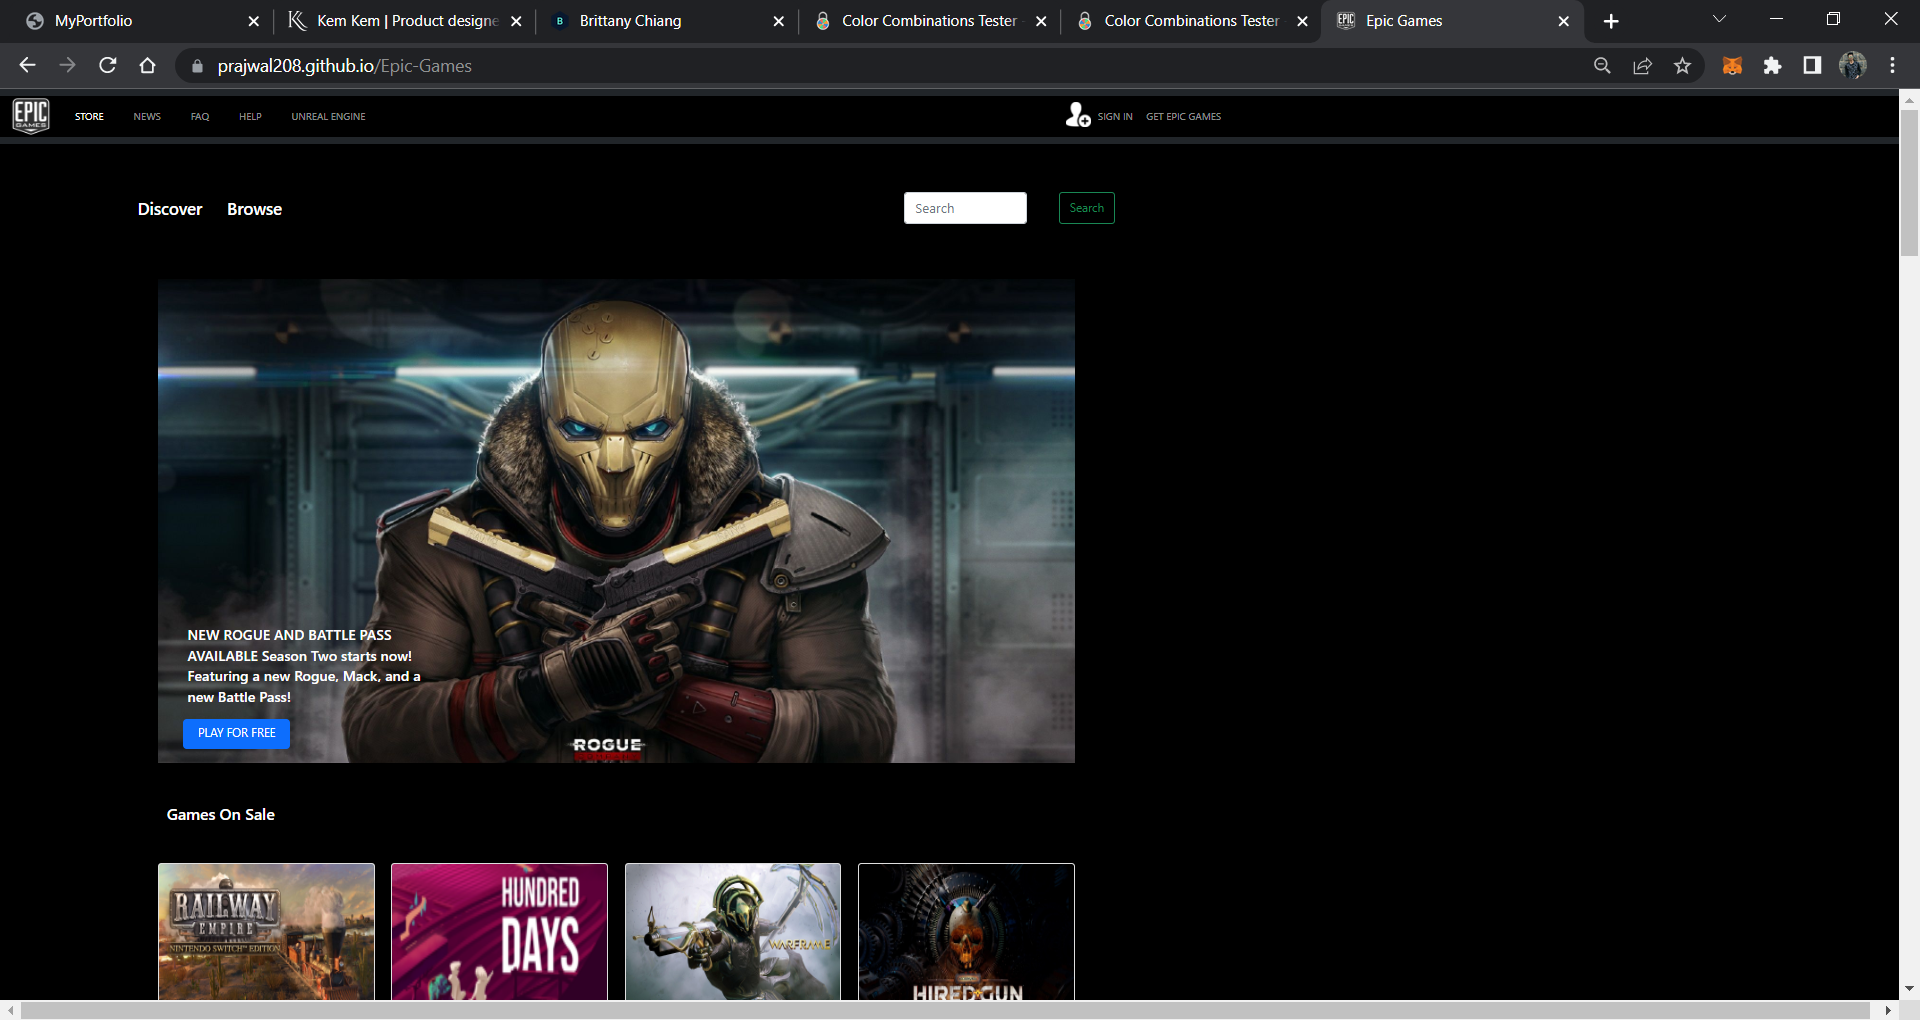 MyPortfolio
Kem Kem | Product designe
Brittany Chiang
Color Combinations Tester
Color Combinations Tester
EPIC Epic Games
prajwal208.github.io/Epic-Games
EPIC
GAMES
STORE NEWS FAQ HELP UNREAL ENGINE SIGN IN GET EPIC GAMES
Discover Browse Search Search
NEW ROGUE AND BATTLE PASS
AVAILABLE Season Two starts now!
Featuring a new Rogue, Mack, and a
new Battle Pass!
PLAY FOR FREE
ROGUE
Games On Sale
RAILWAY
EMPIRE
NINTENDO SWITCH™ EDITION
HUNDRED
DAYS
WARFRAME
HIRED GUN